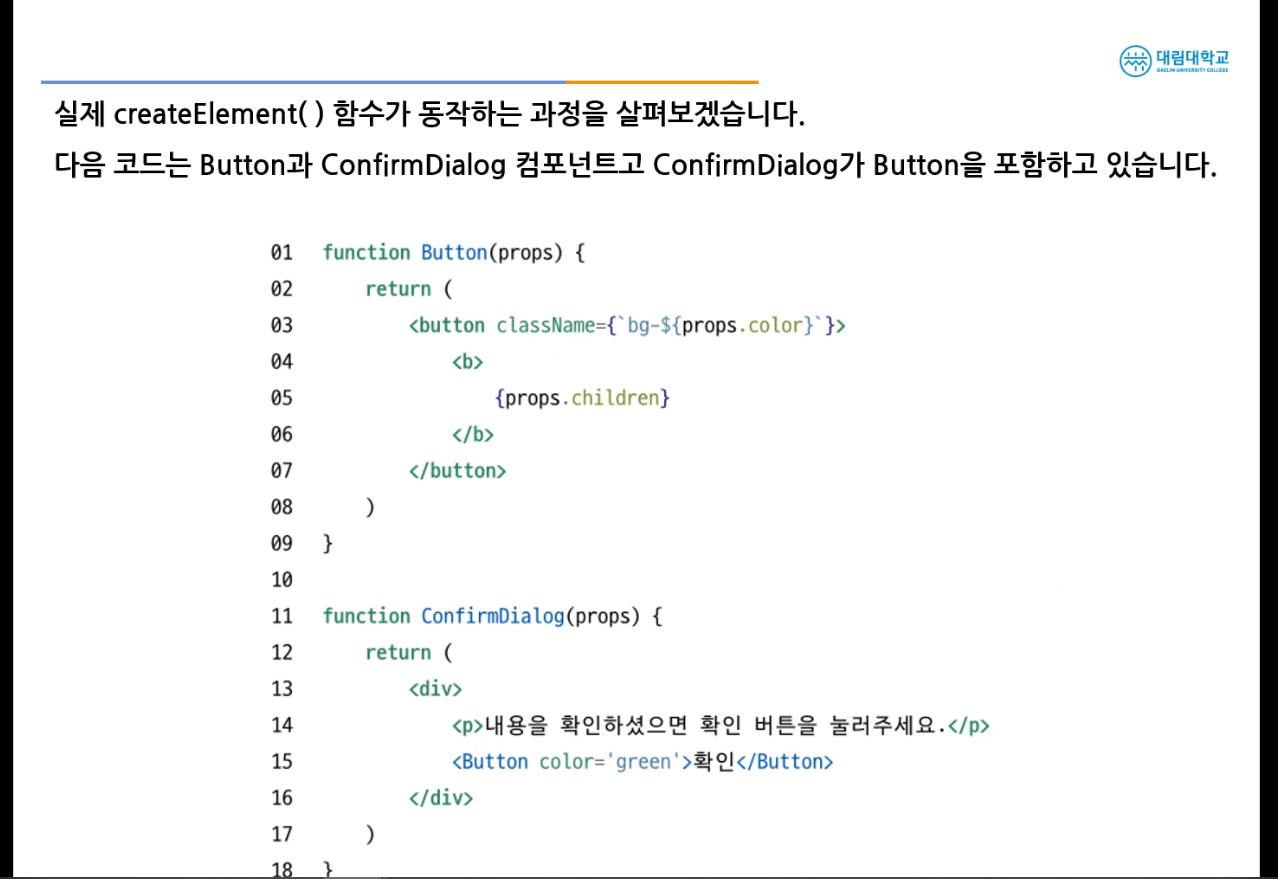 대림대학교
DAELIM UNIVERSITY COLLEGE
실제 createElement( ) 함수가 동작하는 과정을 살펴보겠습니다.
다음 코드는 Button과 ConfirmDialog 컴포넌트고 ConfirmDialog가 Button을 포함하고 있습니다.
01 function Button(props) {
02     return (
03         <button className={`bg-${props.color}`}>
04             <b>
05                 {props.children}
06             </b>
07         </button>
08     )
09 }
10
11 function ConfirmDialog(props) {
12     return (
13         <div>
14             <p>내용을 확인하셨으면 확인 버튼을 눌러주세요.</p>
15             <Button color='green'>확인</Button>
16         </div>
17     )
18 }